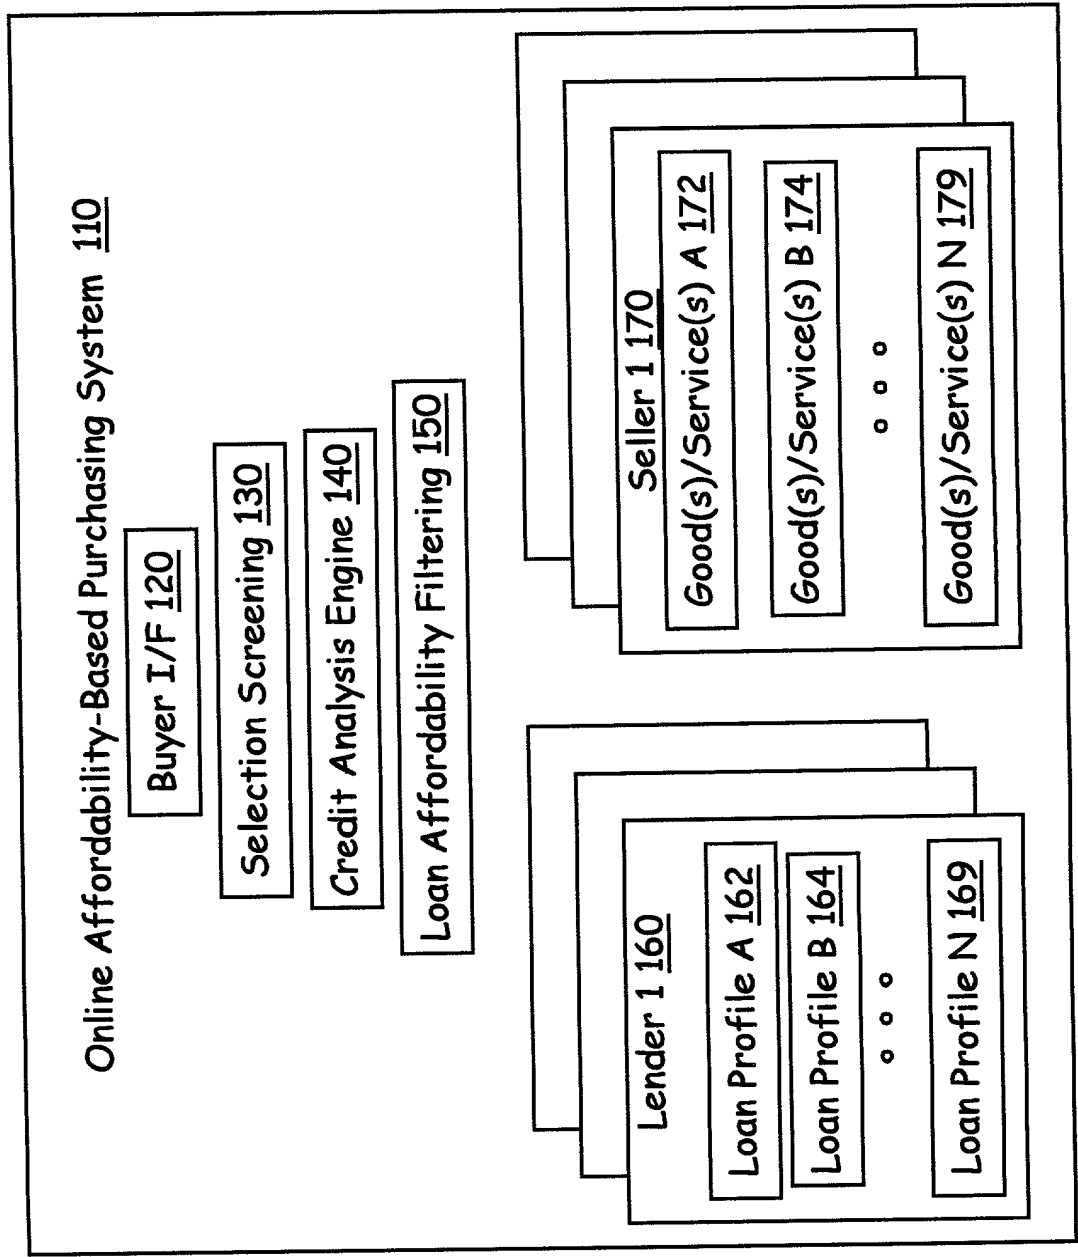 Online Affordability-Based Purchasing System 110
Buyer I/F 120
Selection Screening 130
Credit Analysis Engine 140
Loan Affordability Filtering 150
Lender 1 160
Loan Profile A 162
Loan Profile B 164
Loan Profile N 169
Seller 1 170
Good(s)/Service(s) A 172
Good(s)/Service(s) B 174
Good(s)/Service(s) N 179